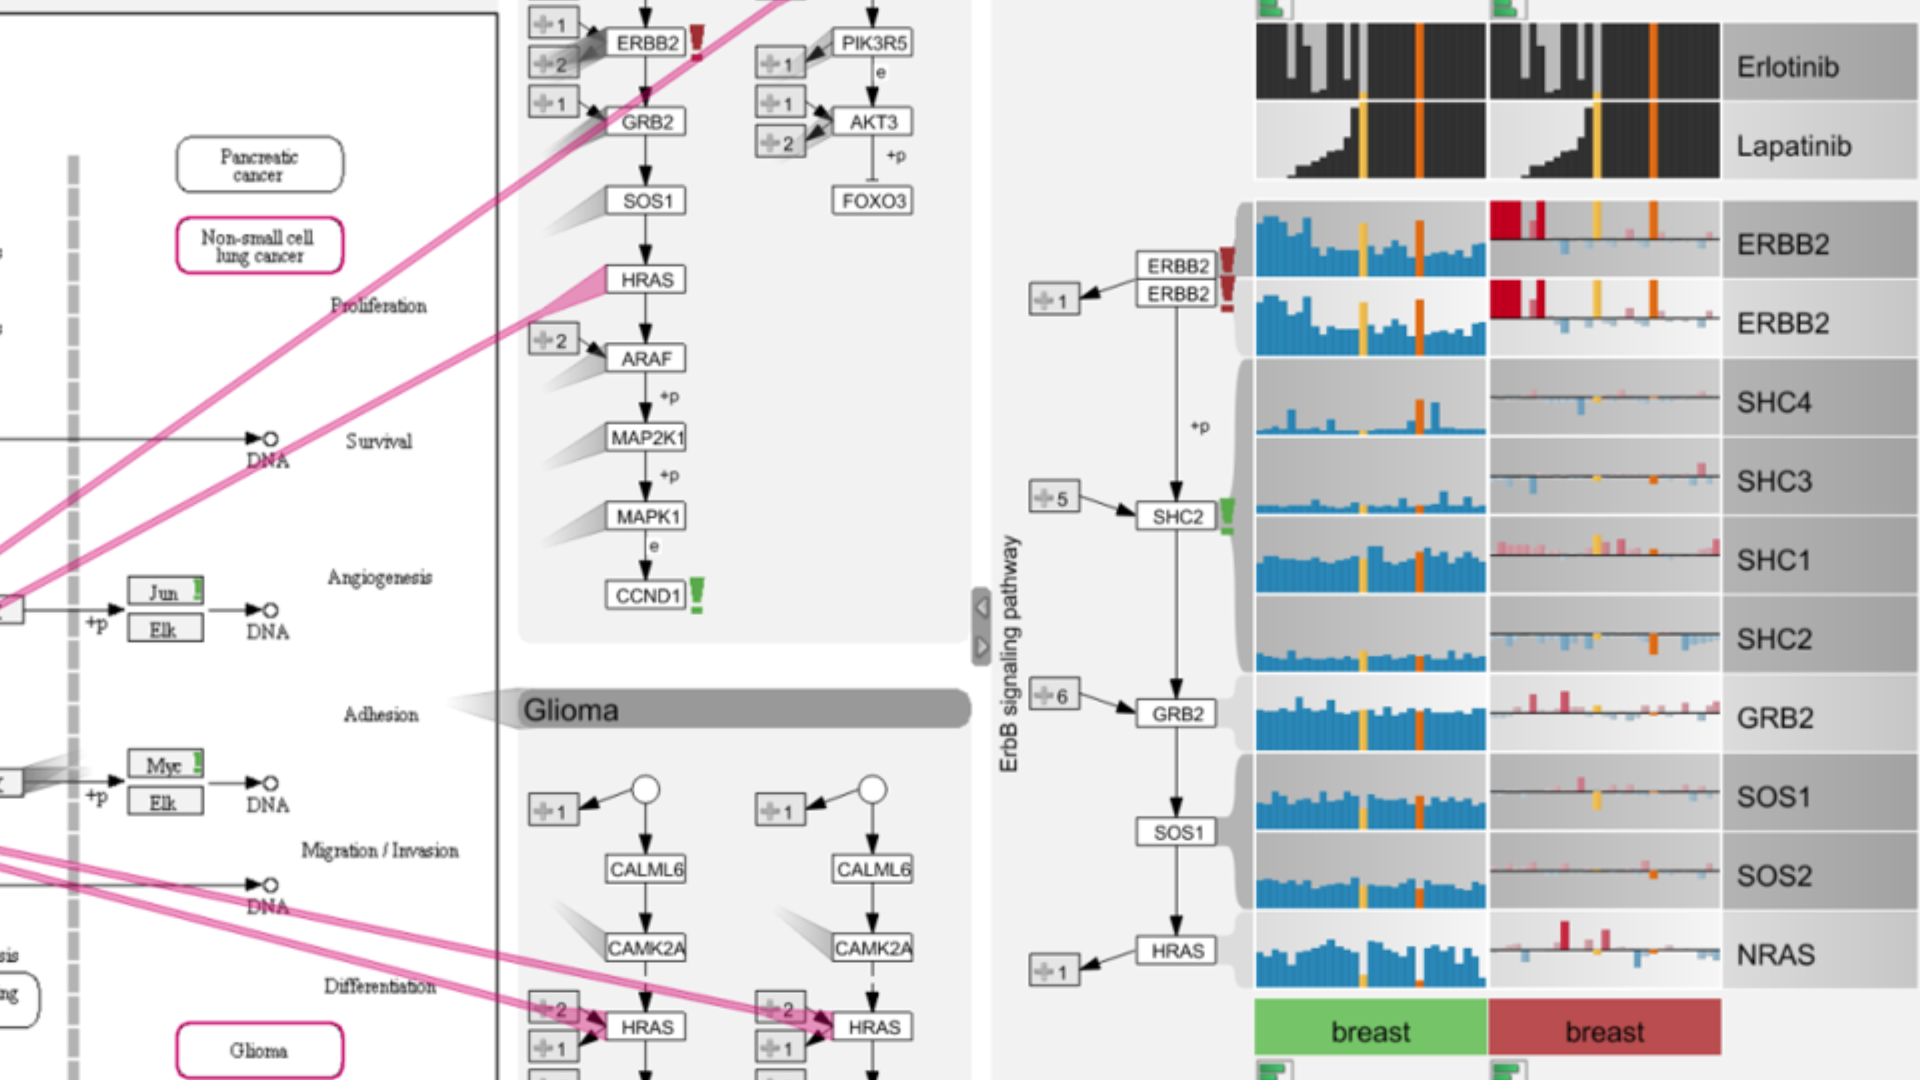 Pancreatic
cancer
Non-small cell
lung cancer
Proliferation
DNA
Survival
Angiogenesis
+p
Jun
Elk
DNA
Adhesion
+p
Myc
Elk
DNA
Migration / Invasion
DNA
sis
ng
Differentiation
Glioma
1
2
ERBB2
1
GRB2
SOS1
HRAS
2
ARAF
+p
MAP2K1
+p
MAPK1
e
CCND1
PIK3R5
1
e
1
AKT3
2
+p
FOXO3
Glioma
1
CALML6
CAMK2A
2
HRAS
1
1
CALML6
CAMK2A
2
HRAS
1
ErbB signaling pathway
ERBB2
ERBB2
1
+p
5
SHC2
6
GRB2
SOS1
HRAS
1
Erlotinib
Lapatinib
ERBB2
ERBB2
SHC4
SHC3
SHC1
SHC2
GRB2
SOS1
SOS2
NRAS
breast
breast